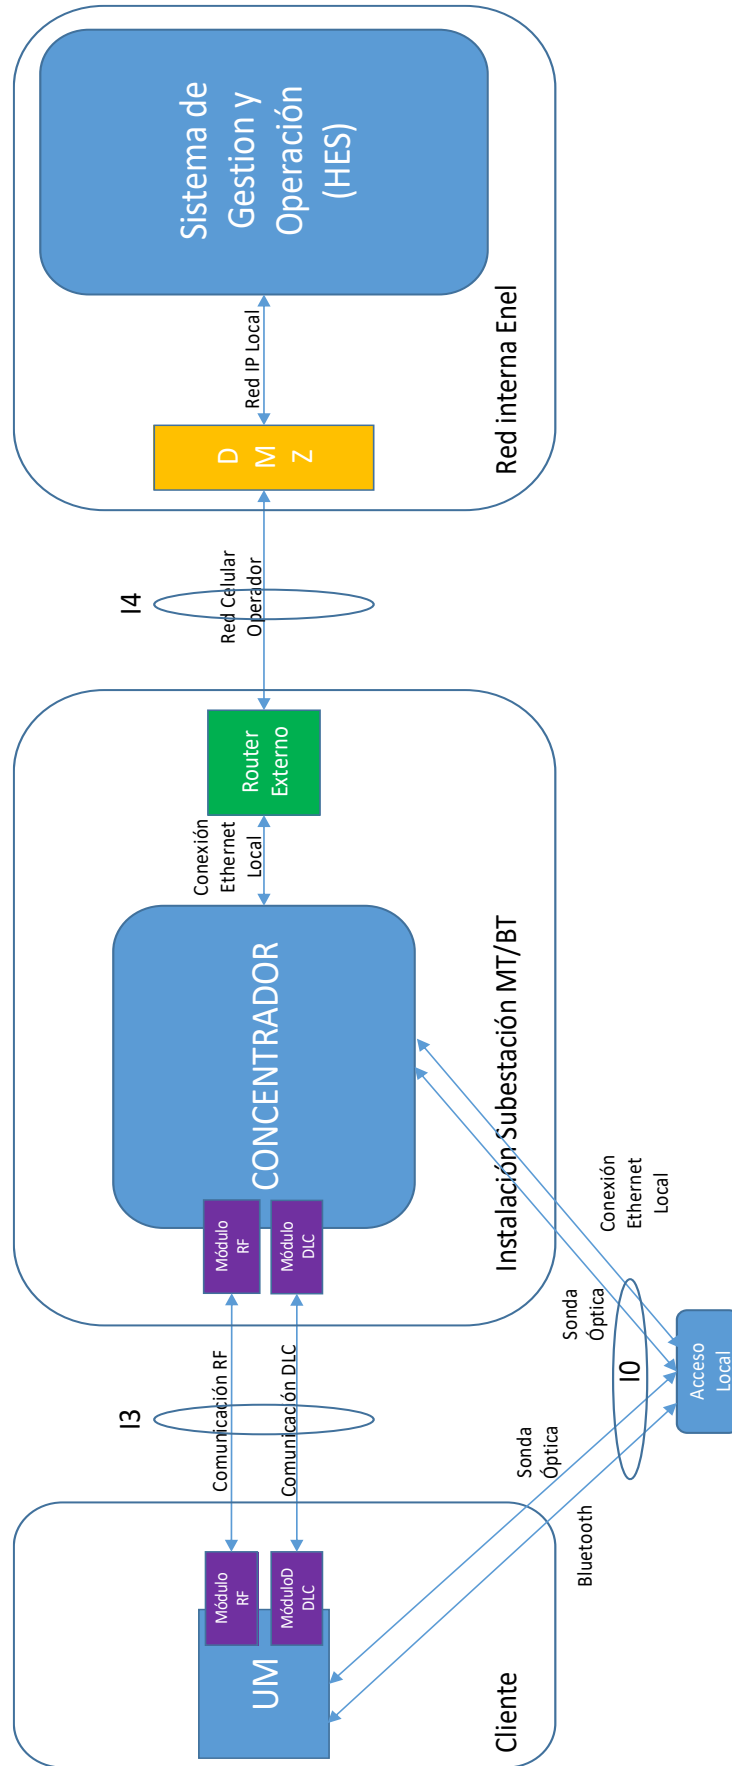 Cliente
UM
Módulo
RF
MóduloD
DLC
I3
Comunicación RF
Comunicación DLC
Módulo
RF
Módulo
DLC
CONCENTRADOR
Instalación Subestación MT/BT
Conexión
Ethernet
Local
Router
Externo
I4
Red Celular
Operador
D
M
Z
Red IP Local
Sistema de
Gestion y
Operación
(HES)
Red interna Enel
Bluetooth
Sonda
Óptica
I0
Sonda
Óptica
Conexión
Ethernet
Local
Acceso
Local